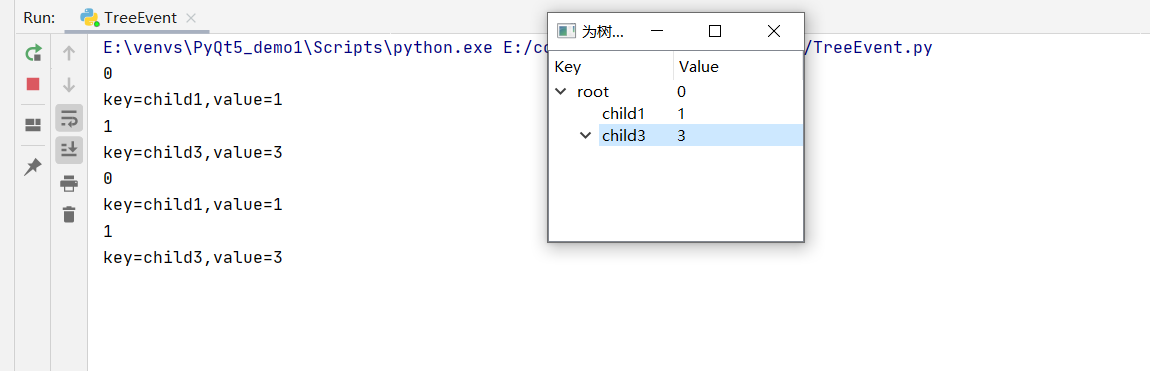 Run: TreeEvent
E:\venvs\PyQt5_demo1\Scripts\python.exe E:/co
/TreeEvent.py
0
key=child1,value=1
1
key=child3,value=3
0
key=child1,value=1
1
key=child3,value=3
为树...
Key Value
root 0
child1 1
child3 3